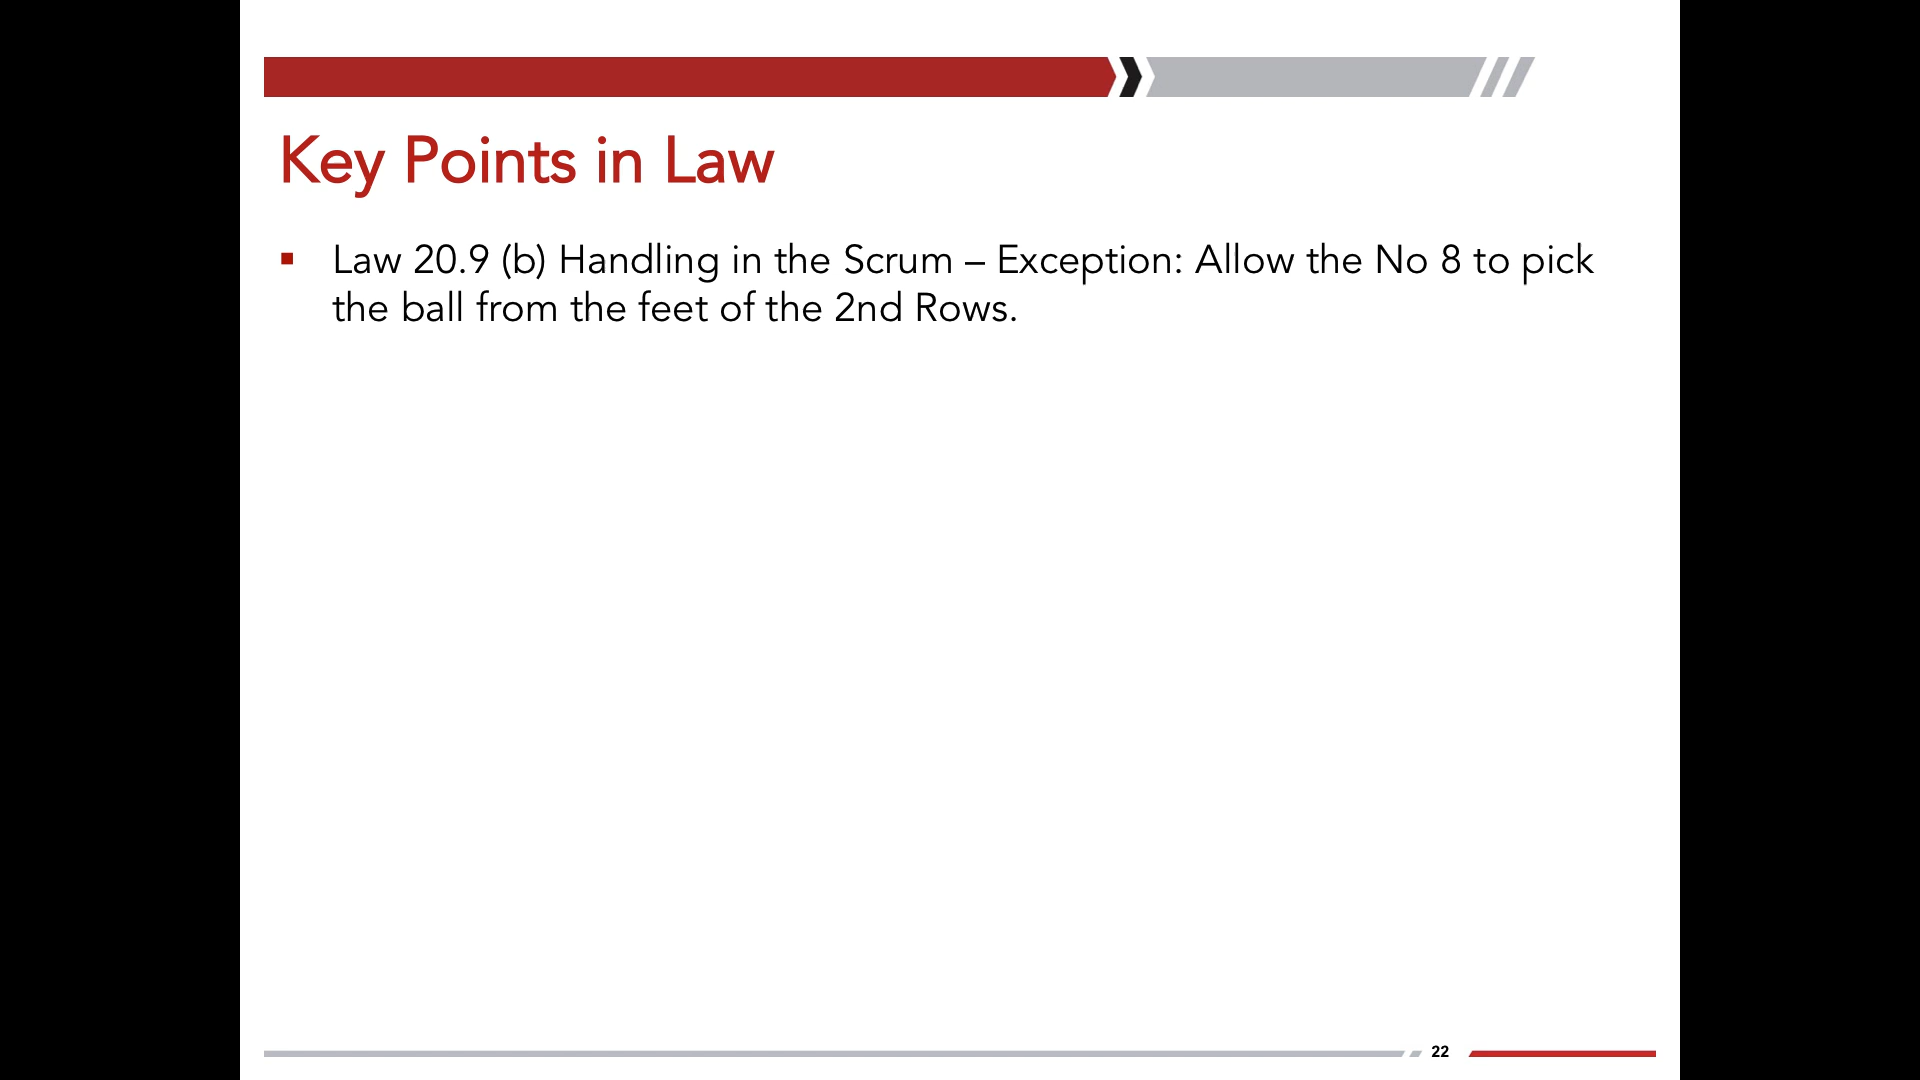 Key Points in Law
▪ Law 20.9 (b) Handling in the Scrum – Exception: Allow the No 8 to pick
the ball from the feet of the 2nd Rows.
22